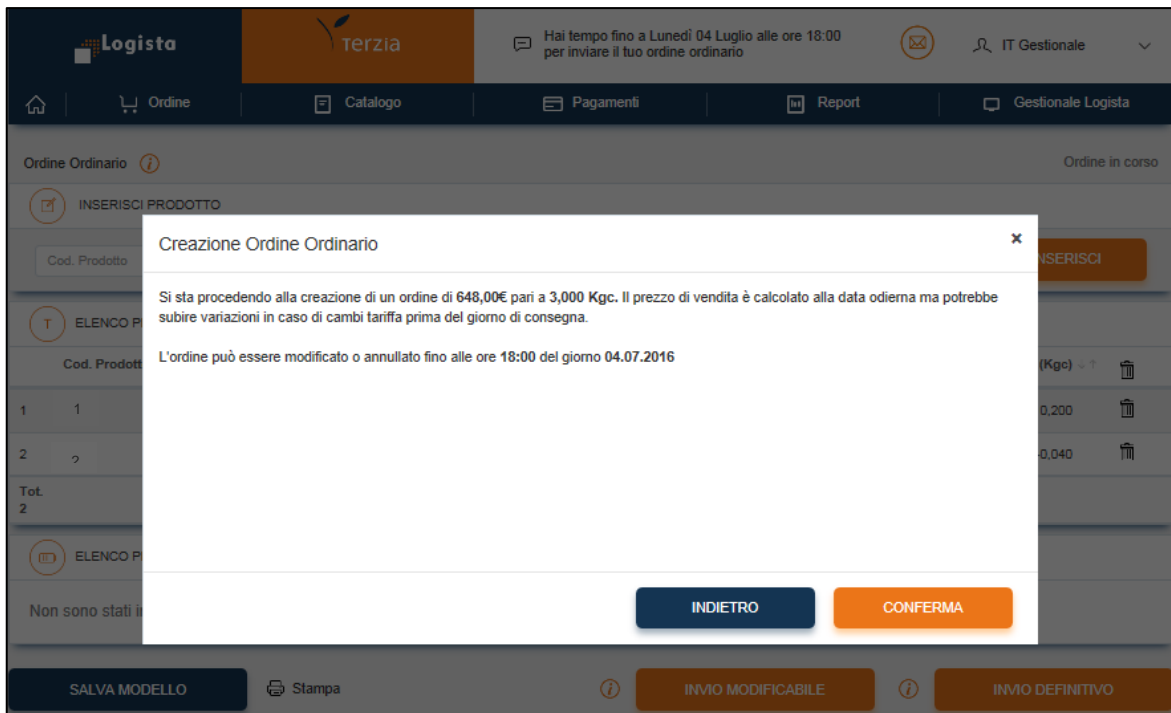 Logista
Terzia
Hai tempo fino a Lunedì 04 Luglio alle ore 18:00
per inviare il tuo ordine ordinario
IT Gestionale
Ordine
Catalogo
Pagamenti
Report
Gestionale Logista
Ordine Ordinario
Ordine in corso
INSERISCI PRODOTTO
Creazione Ordine Ordinario
Cod. Prodotto
Si sta procedendo alla creazione di un ordine di 648,00€ pari a 3,000 Kgc. Il prezzo di vendita è calcolato alla data odierna ma potrebbe
subire variazioni in caso di cambi tariffa prima del giorno di consegna.
L'ordine può essere modificato o annullato fino alle ore 18:00 del giorno 04.07.2016
NSERISCI
T ELENCO P
Cod. Prodott
(Kgc)
1 1 0,200
2 2 -0,040
Tot.
2
ELENCO P
Non sono stati i
INDIETRO
CONFERMA
SALVA MODELLO
Stampa
INVIO MODIFICABILE
INVIO DEFINITIVO